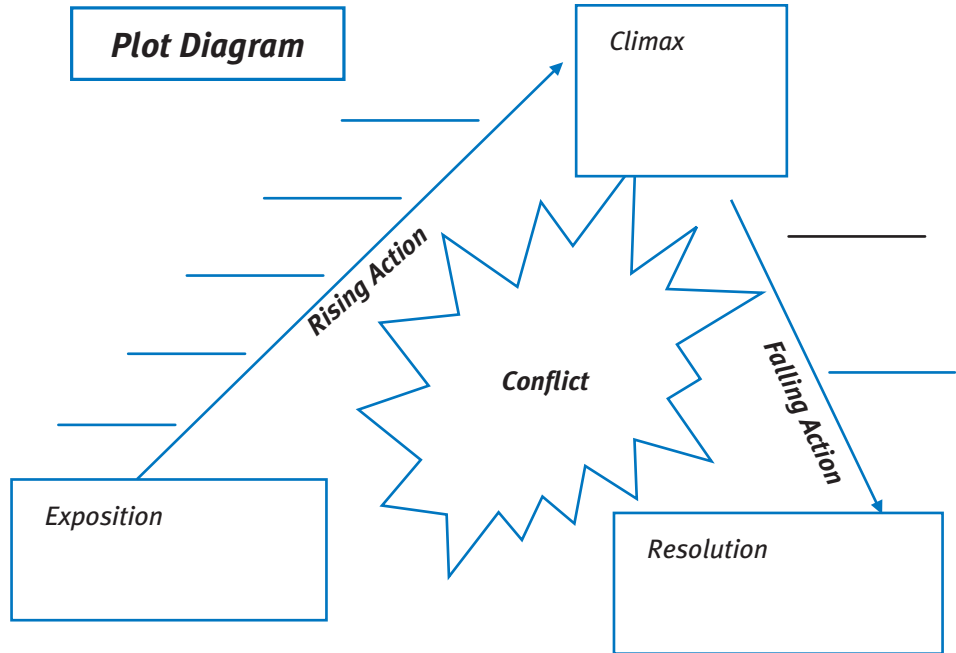 Plot Diagram
Climax
Rising Action
Conflict
Falling Action
Exposition
Resolution